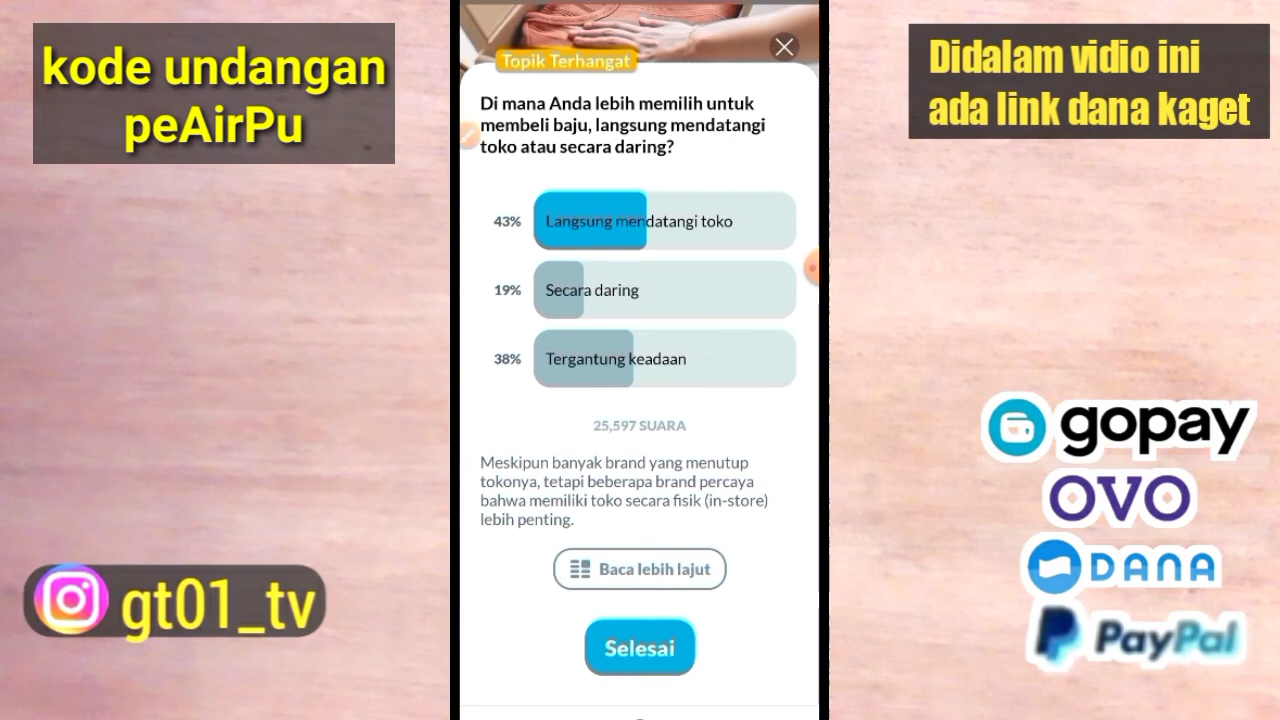 kode undangan
peAirPu
Didalam vidio ini
ada link dana kaget
Topik Terhangat
Di mana Anda lebih memilih untuk
membeli baju, langsung mendatangi
toko atau secara daring?
43%
Langsung mendatangi toko
19%
Secara daring
38%
Tergantung keadaan
25,597 SUARA
Meskipun banyak brand yang menutup
tokonya, tetapi beberapa brand percaya
bahwa memiliki toko secara fisik (in-store)
lebih penting.
Baca lebih lajut
Selesai
gopay
OVO
DANA
PayPal
gt01_tv